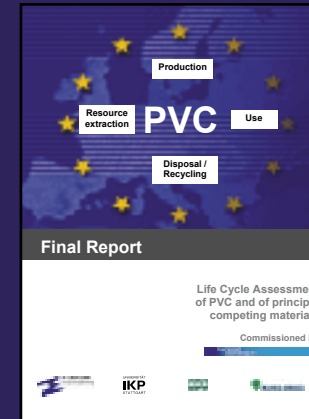 Production
Resource
extraction
PVC
Use
Disposal /
Recycling
Final Report
Life Cycle Assessme
of PVC and of princip
competing materia
Commissioned
IKP